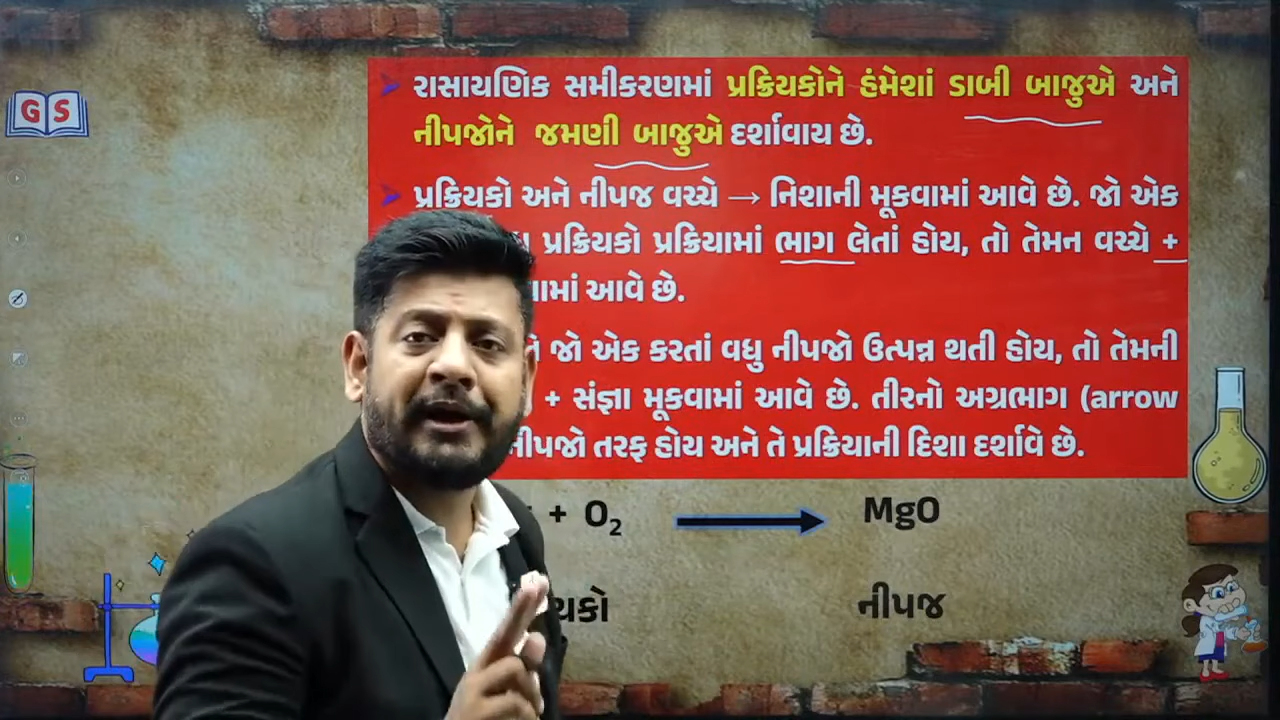 GS
રાસાયણિક સમીકરણમાં પ્રક્રિયકોને હંમેશાં ડાબી બાજુએ અને
નીપજોને જમણી બાજુએ દર્શાવાય છે.
પ્રક્રિયકો અને નીપજ વચ્ચે → નિશાની મૂકવામાં આવે છે. જો એક
પ્રક્રિયકો પ્રક્રિયામાં ભાગ લેતાં હોય, તો તેમન વચ્ચે +
આવે છે.
જો એક કરતાં વધુ નીપજો ઉત્પન્ન થતી હોય, તો તેમની
+ સંજ્ઞા મૂકવામાં આવે છે. તીરનો અગ્રભાગ (arrow
નીપજો તરફ હોય અને તે પ્રક્રિયાની દિશા દર્શાવે છે.
+ O₂ → MgO
નીપજ